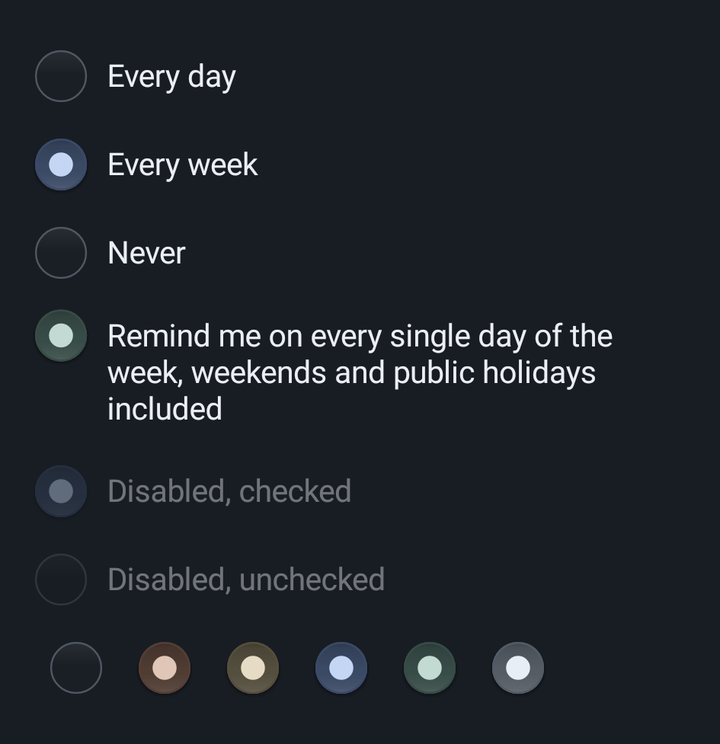 Every day
Every week
Never
Remind me on every single day of the
week, weekends and public holidays
included
Disabled, checked
Disabled, unchecked